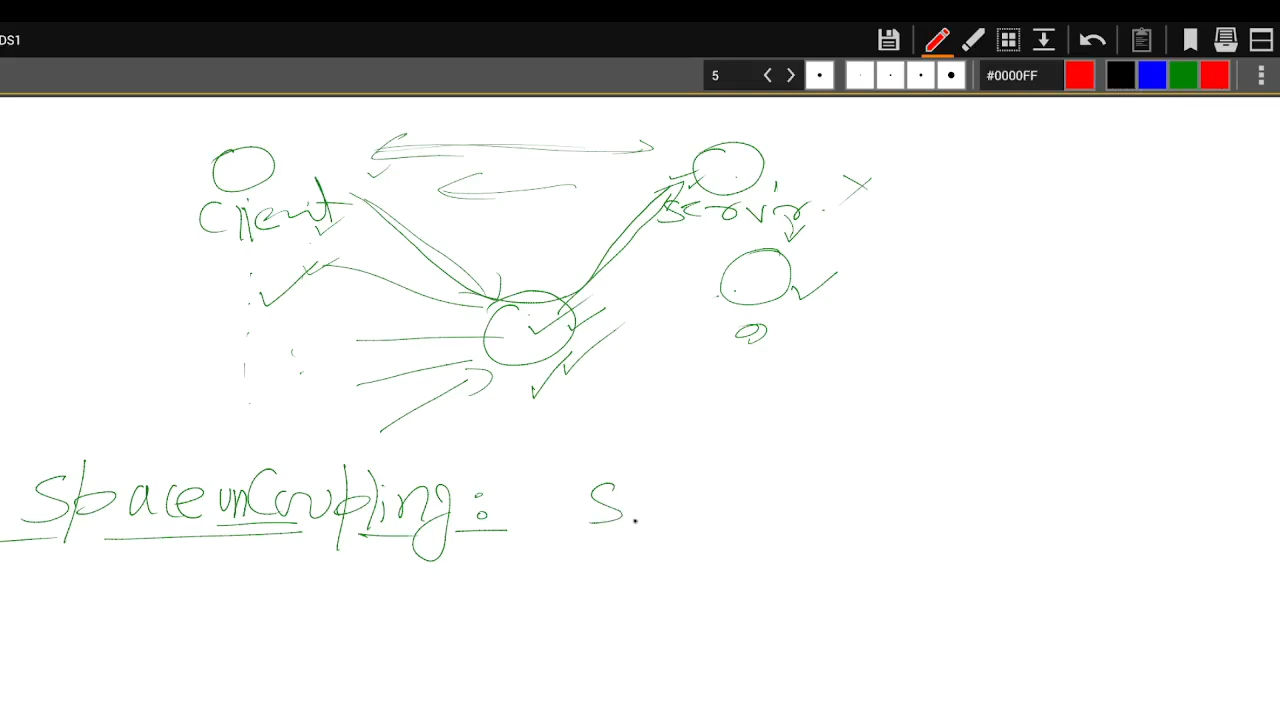 DS1
5
#0000FF
Client
Server
Space unCoupling: S